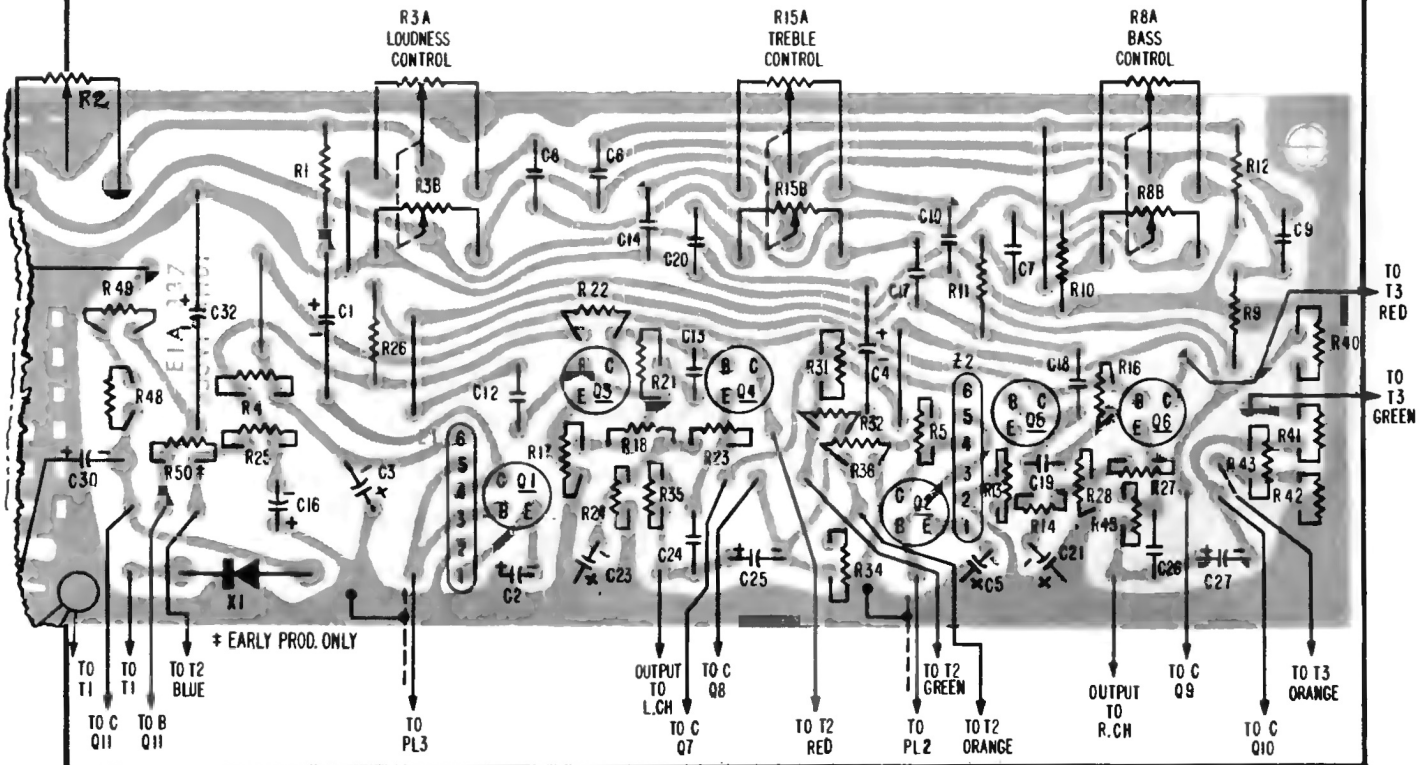 R3A
LOUDNESS
CONTROL
R15A
TREBLE
CONTROL
R8A
BASS
CONTROL
R2
R1
R3B
C8
C8
C14
C20
R15B
C10
C17
R11
C7
R10
R8B
R12
C9
TO
T3
RED
R49
C32
C1
R26
R22
C13
R31
C4
Z2
C18
R16
R9
R40
TO
T3
GREEN
R48
R4
R25
R50‡
C30
C16
C3
C12
B C
E Q3
R21
B C
E Q4
R17
R18
R23
R32
R36
R5
B C
E Q5
B C
E Q6
R41
R43
R42
6
5
4
3
2
1
C Q1
B E
R24
R35
C24
C23
C2
C25
R34
C Q2
B E
6
5
4
3
2
1
R13
C19
R14
R28
R27
R45
C5
C21
C26
C27
X1
‡ EARLY PROD. ONLY
TO
T1
TO
T1
TO T2
BLUE
TO C
Q11
TO B
Q11
TO
PL3
OUTPUT
TO
L.CH
TO C
Q7
TO C
Q8
TO T2
RED
TO
PL2
TO T2
GREEN
TO T2
ORANGE
OUTPUT
TO
R.CH
TO C
Q9
TO C
Q10
TO T3
ORANGE